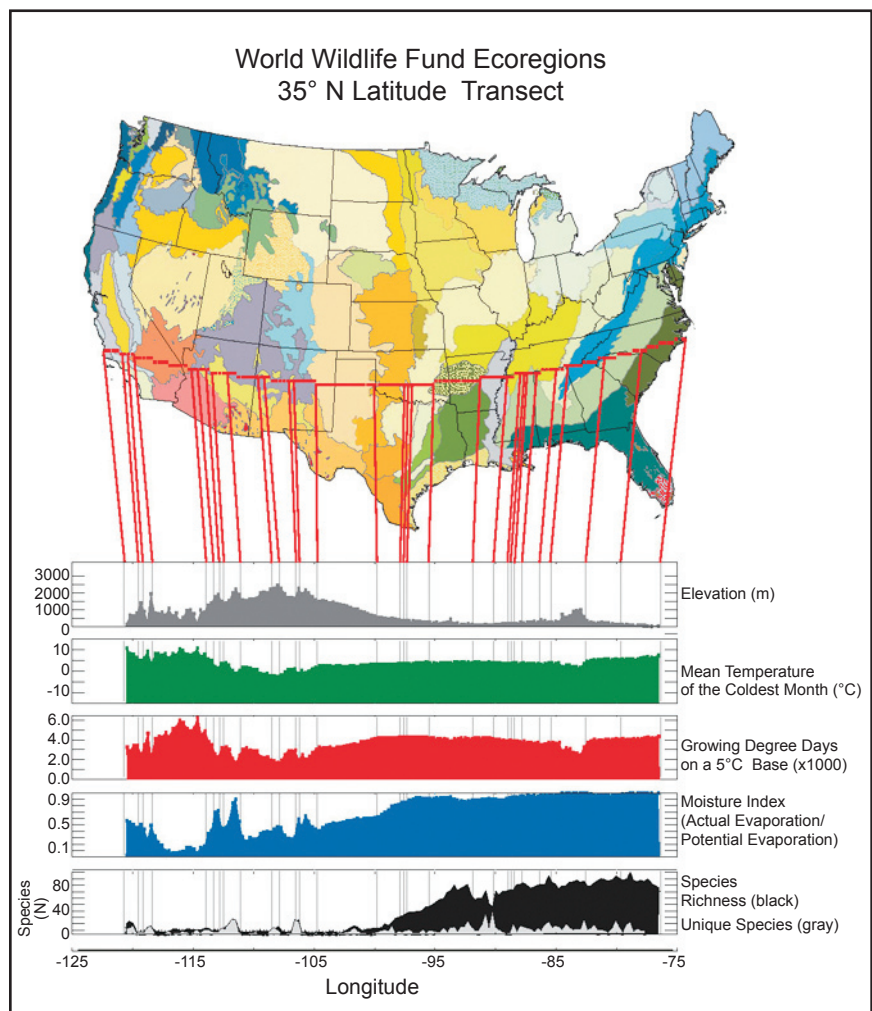 World Wildlife Fund Ecoregions
35° N Latitude Transect
3000
2000
1000
0
Elevation (m)
10
0
-10
Mean Temperature
of the Coldest Month (°C)
6.0
4.0
2.0
0.0
Growing Degree Days
on a 5°C Base (x1000)
0.9
0.5
0.1
Moisture Index
(Actual Evaporation/
Potential Evaporation)
Species
(N)
80
40
0
Species
Richness (black)
Unique Species (gray)
-125 -115 -105 -95 -85 -75
Longitude